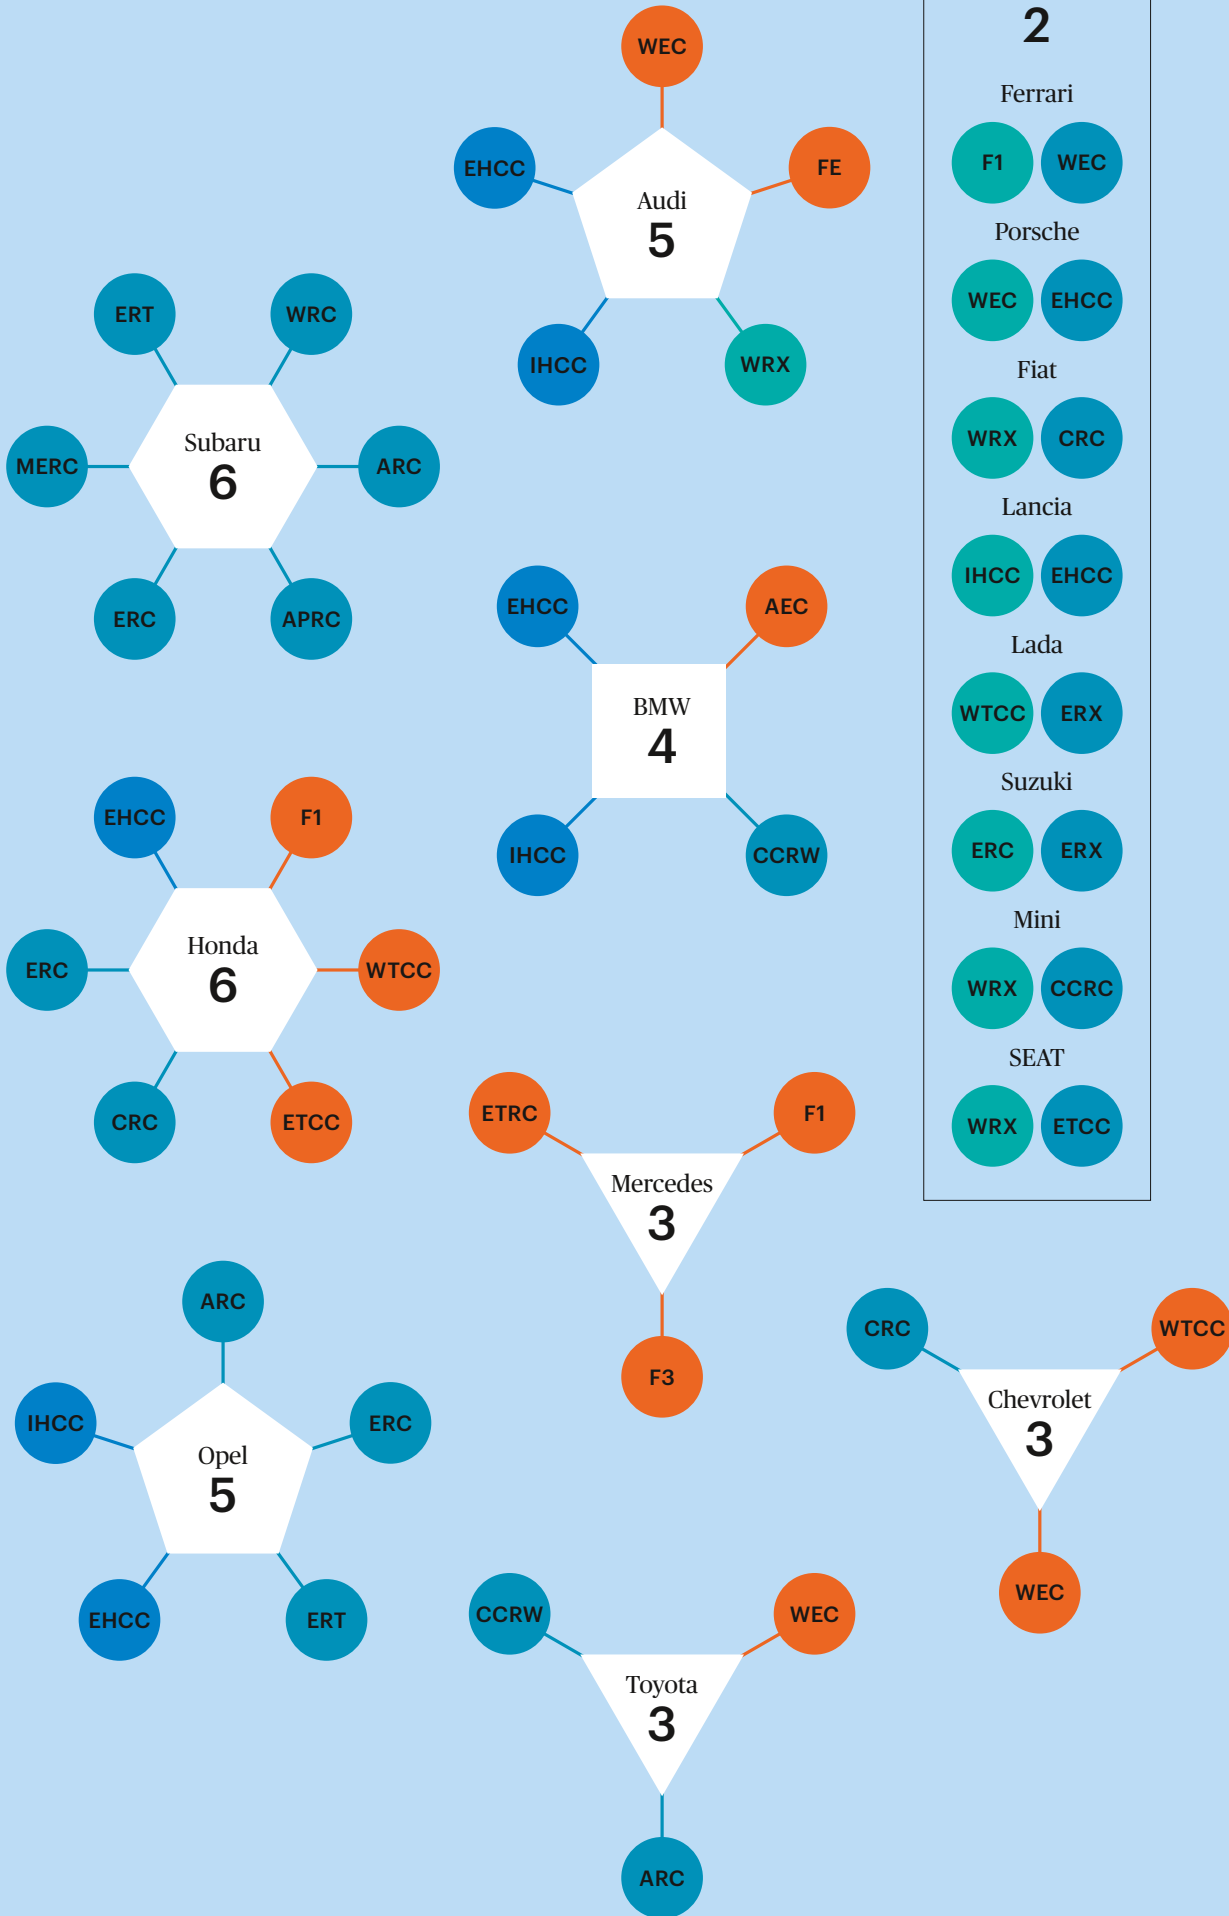 WEC
EHCC
FE
Audi
5
IHCC
WRX
ERT
WRC
MERC
Subaru
6
ARC
ERC
APRC
EHCC
AEC
BMW
4
IHCC
CCRW
EHCC
F1
ERC
Honda
6
WTCC
CRC
ETCC
ETRC
F1
Mercedes
3
F3
ARC
IHCC
ERC
Opel
5
EHCC
ERT
CCRW
WEC
Toyota
3
ARC
2
Ferrari
F1 WEC
Porsche
WEC EHCC
Fiat
WRX CRC
Lancia
IHCC EHCC
Lada
WTCC ERX
Suzuki
ERC ERX
Mini
WRX CCRC
SEAT
WRX ETCC
CRC
WTCC
Chevrolet
3
WEC